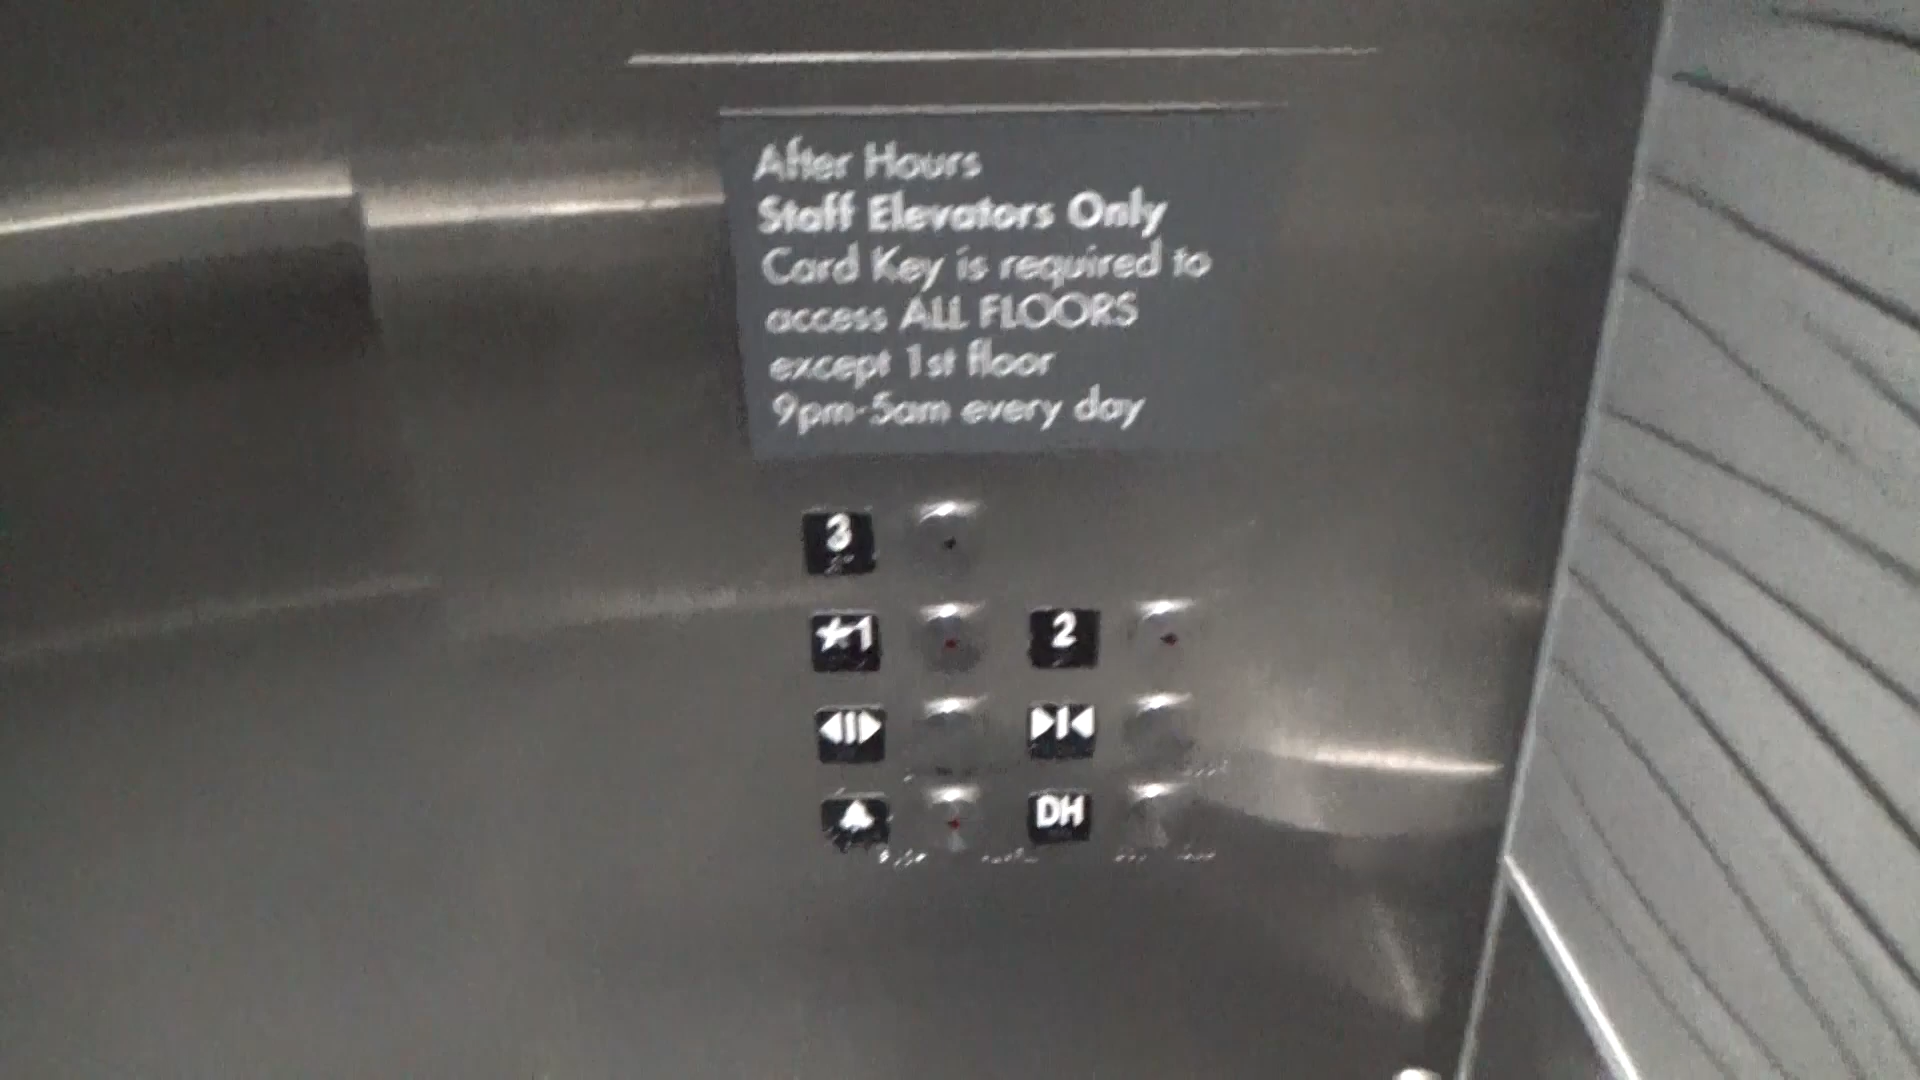 After Hours
Staff Elevators Only
Card Key is required to
access ALL FLOORS
except 1st floor
9pm-5am every day
3
★1 2
DH